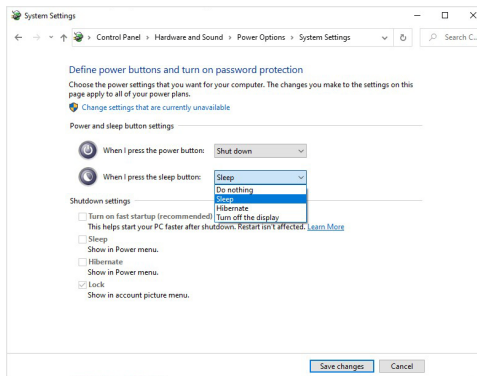 System Settings
Control Panel > Hardware and Sound > Power Options > System Settings
Search C...
Define power buttons and turn on password protection
Choose the power settings that you want for your computer. The changes you make to the settings on this
page apply to all of your power plans.
Change settings that are currently unavailable
Power and sleep button settings
When I press the power button: Shut down
When I press the sleep button: Sleep
Do nothing
Sleep
Hibernate
Turn off the display
Shutdown settings
Turn on fast startup (recommended)
This helps start your PC faster after shutdown. Restart isn't affected. Learn More
Sleep
Show in Power menu.
Hibernate
Show in Power menu.
Lock
Show in account picture menu.
Save changes
Cancel